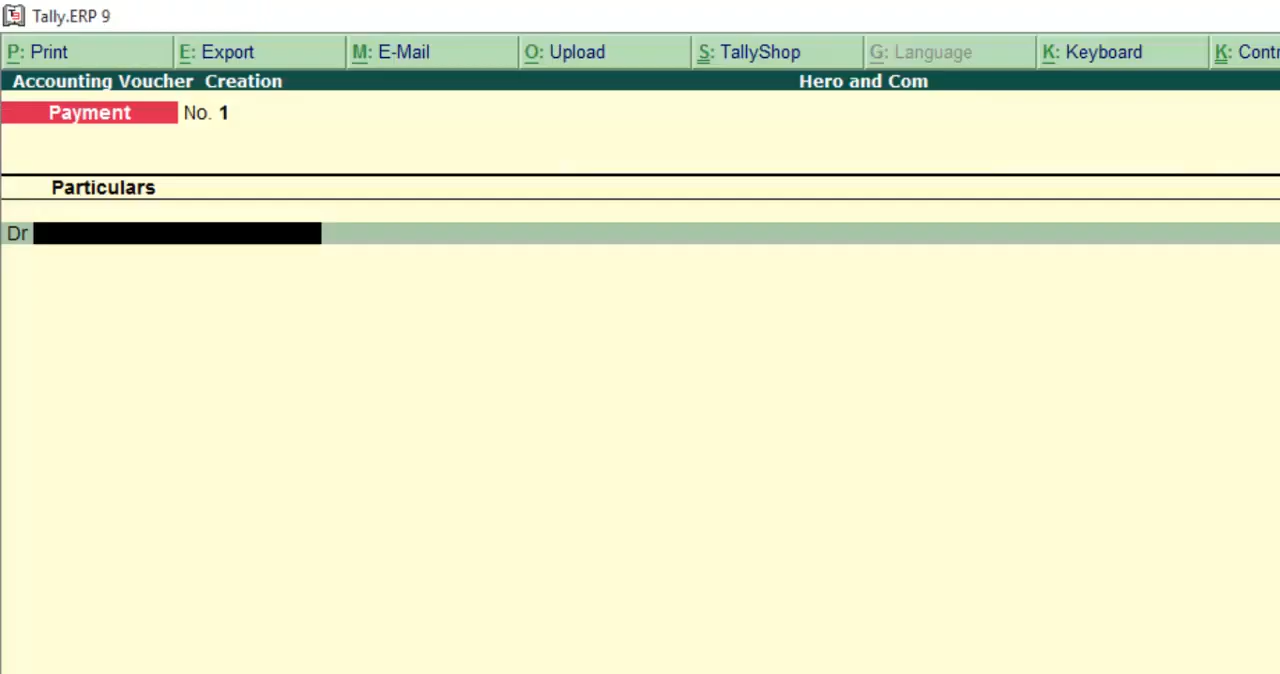 Tally.ERP 9
P: Print E: Export M: E-Mail O: Upload S: TallyShop G: Language K: Keyboard K: Contr
Accounting Voucher Creation Hero and Com
Payment No. 1
Particulars
Dr